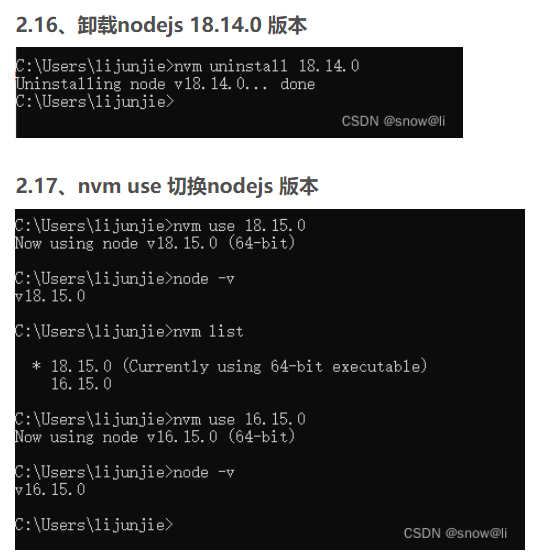 2.16、卸载nodejs 18.14.0 版本
C:\Users\lijunjie>nvm uninstall 18.14.0
Uninstalling node v18.14.0... done
C:\Users\lijunjie>
CSDN @snow@li
2.17、nvm use 切换nodejs 版本
C:\Users\lijunjie>nvm use 18.15.0
Now using node v18.15.0 (64-bit)
C:\Users\lijunjie>node -v
v18.15.0
C:\Users\lijunjie>nvm list
* 18.15.0 (Currently using 64-bit executable)
16.15.0
C:\Users\lijunjie>nvm use 16.15.0
Now using node v16.15.0 (64-bit)
C:\Users\lijunjie>node -v
v16.15.0
C:\Users\lijunjie>
CSDN @snow@li